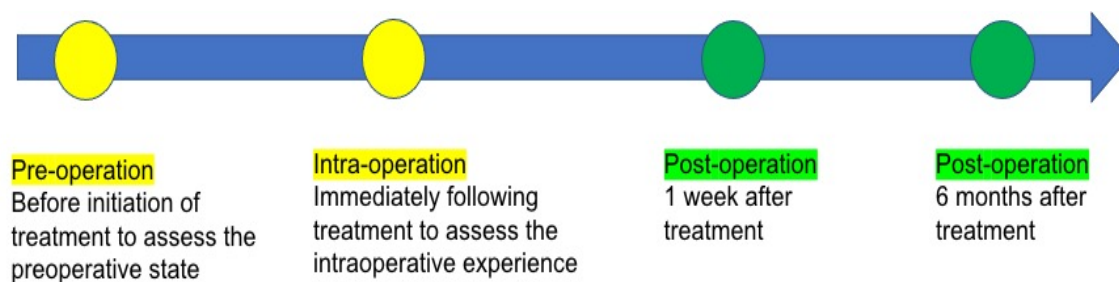 Pre-operation
Before initiation of
treatment to assess the
preoperative state
Intra-operation
Immediately following
treatment to assess the
intraoperative experience
Post-operation
1 week after
treatment
Post-operation
6 months after
treatment